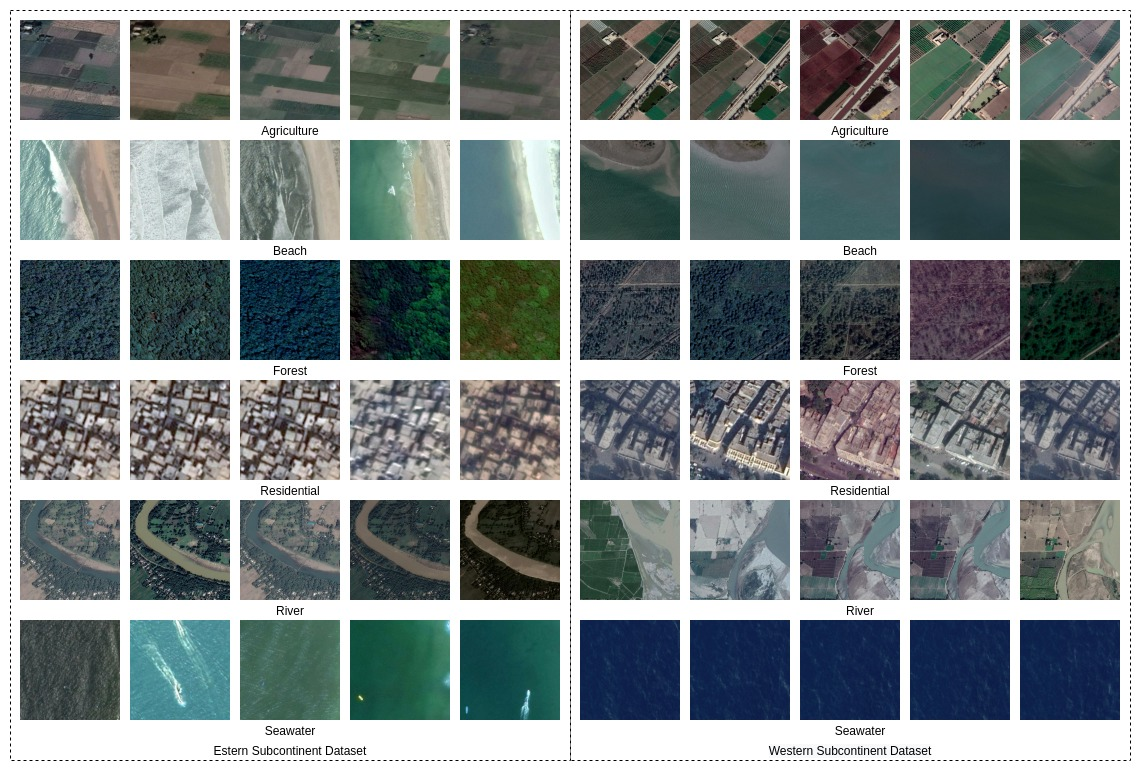 Agriculture
Agriculture
Beach
Beach
Forest
Forest
Residential
Residential
River
River
Seawater
Seawater
Estern Subcontinent Dataset
Western Subcontinent Dataset